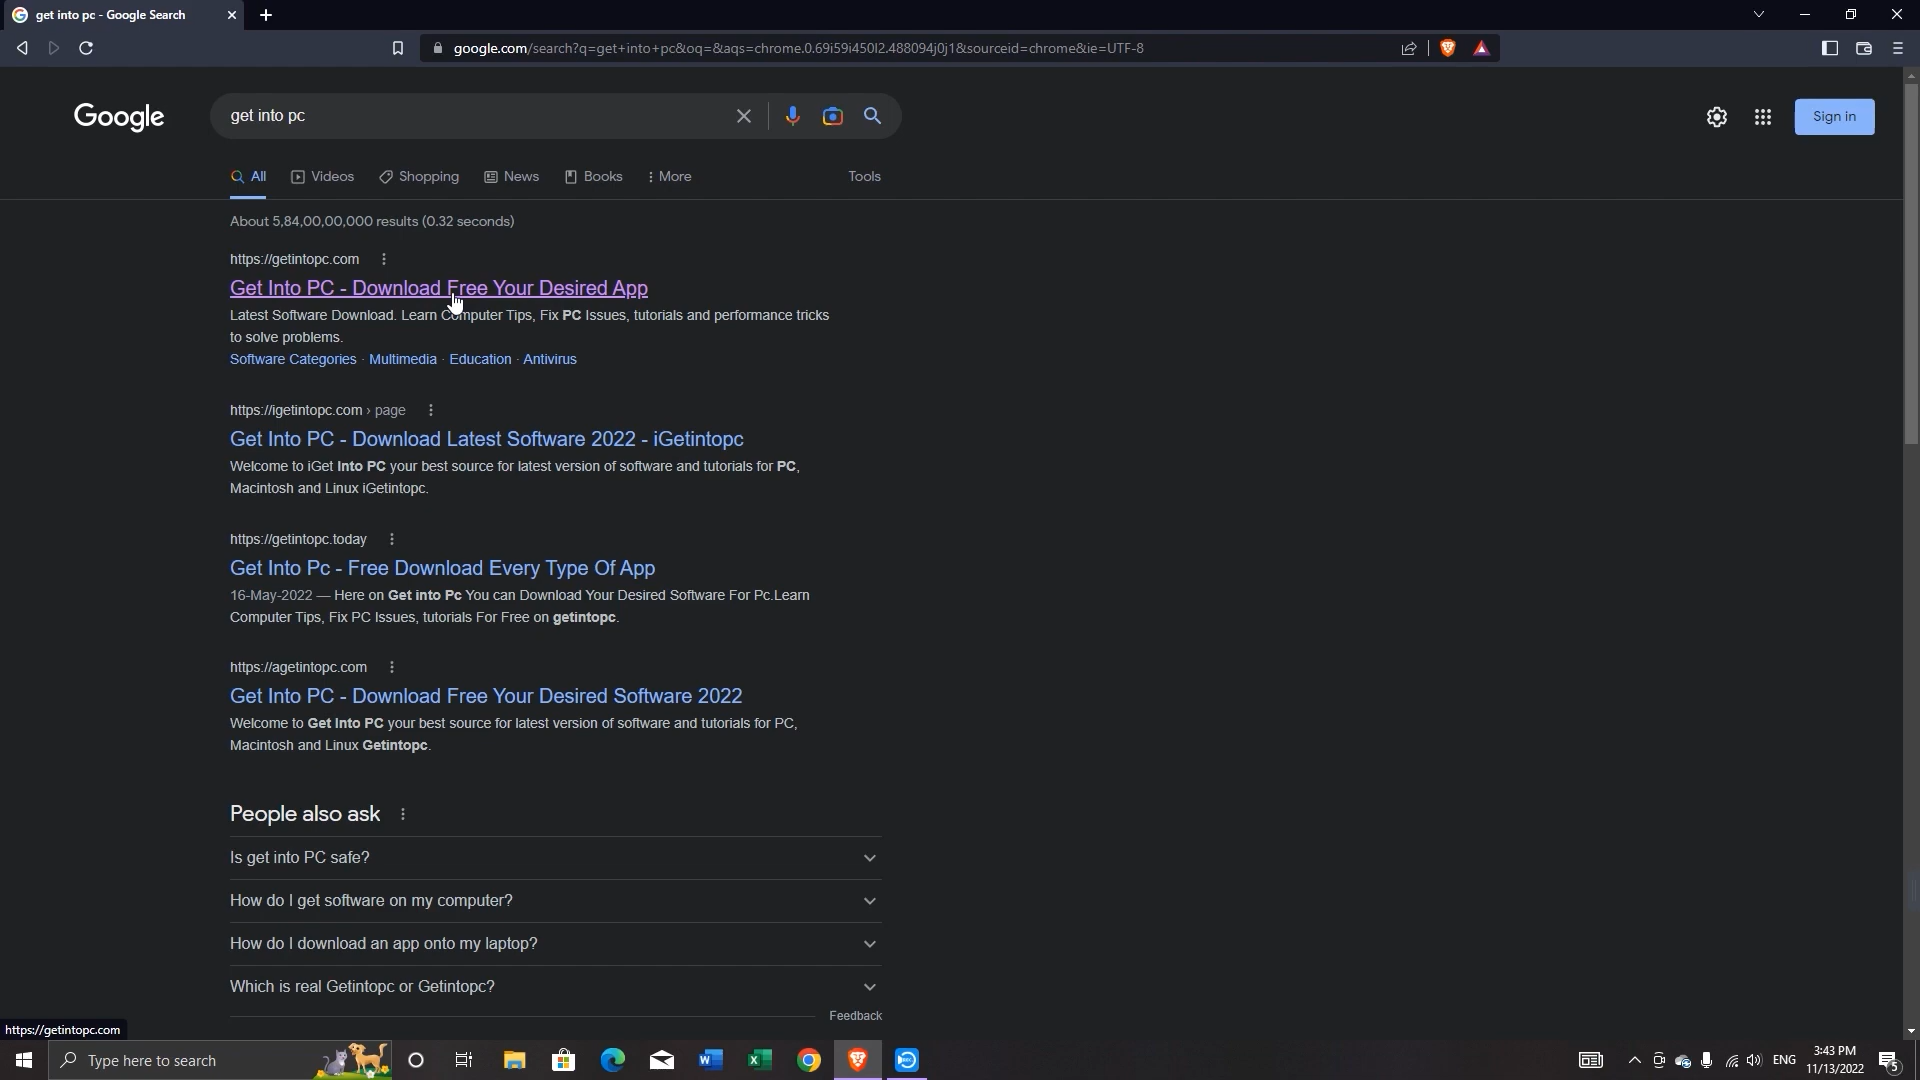 get into pc - Google Search
google.com/search?q=get+into+pc&oq=&aqs=chrome.0.69i59i450l2.488094j0j1&sourceid=chrome&ie=UTF-8
Google
get into pc
Sign in
All
Videos
Shopping
News
Books
More
Tools
About 5,84,00,00,000 results (0.32 seconds)
https://getintopc.com
Get Into PC - Download Free Your Desired App
Latest Software Download. Learn Computer Tips, Fix PC Issues, tutorials and performance tricks
to solve problems.
Software Categories · Multimedia · Education · Antivirus
https://igetintopc.com › page
Get Into PC - Download Latest Software 2022 - iGetintopc
Welcome to iGet Into PC your best source for latest version of software and tutorials for PC,
Macintosh and Linux iGetintopc.
https://getintopc.today
Get Into Pc - Free Download Every Type Of App
16-May-2022 — Here on Get into Pc You can Download Your Desired Software For Pc.Learn
Computer Tips, Fix PC Issues, tutorials For Free on getintopc.
https://agetintopc.com
Get Into PC - Download Free Your Desired Software 2022
Welcome to Get Into PC your best source for latest version of software and tutorials for PC,
Macintosh and Linux Getintopc.
People also ask
Is get into PC safe?
How do I get software on my computer?
How do I download an app onto my laptop?
Which is real Getintopc or Getintopc?
Feedback
https://getintopc.com
Type here to search
ENG
3:43 PM
11/13/2022
5